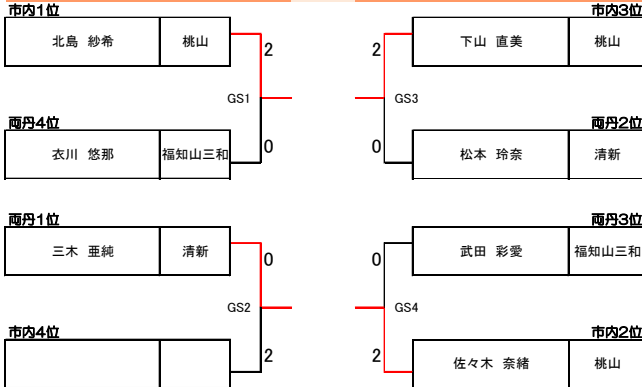 市内1位
北島 紗希 桃山
2
GS1
両丹4位
0
衣川 悠那 福知山三和
両丹1位
三木 亜純 清新
0
GS2
市内4位
2
市内3位
2
下山 直美 桃山
GS3
両丹2位
0
松本 玲奈 清新
両丹3位
0
武田 彩愛 福知山三和
GS4
市内2位
2
佐々木 奈緒 桃山